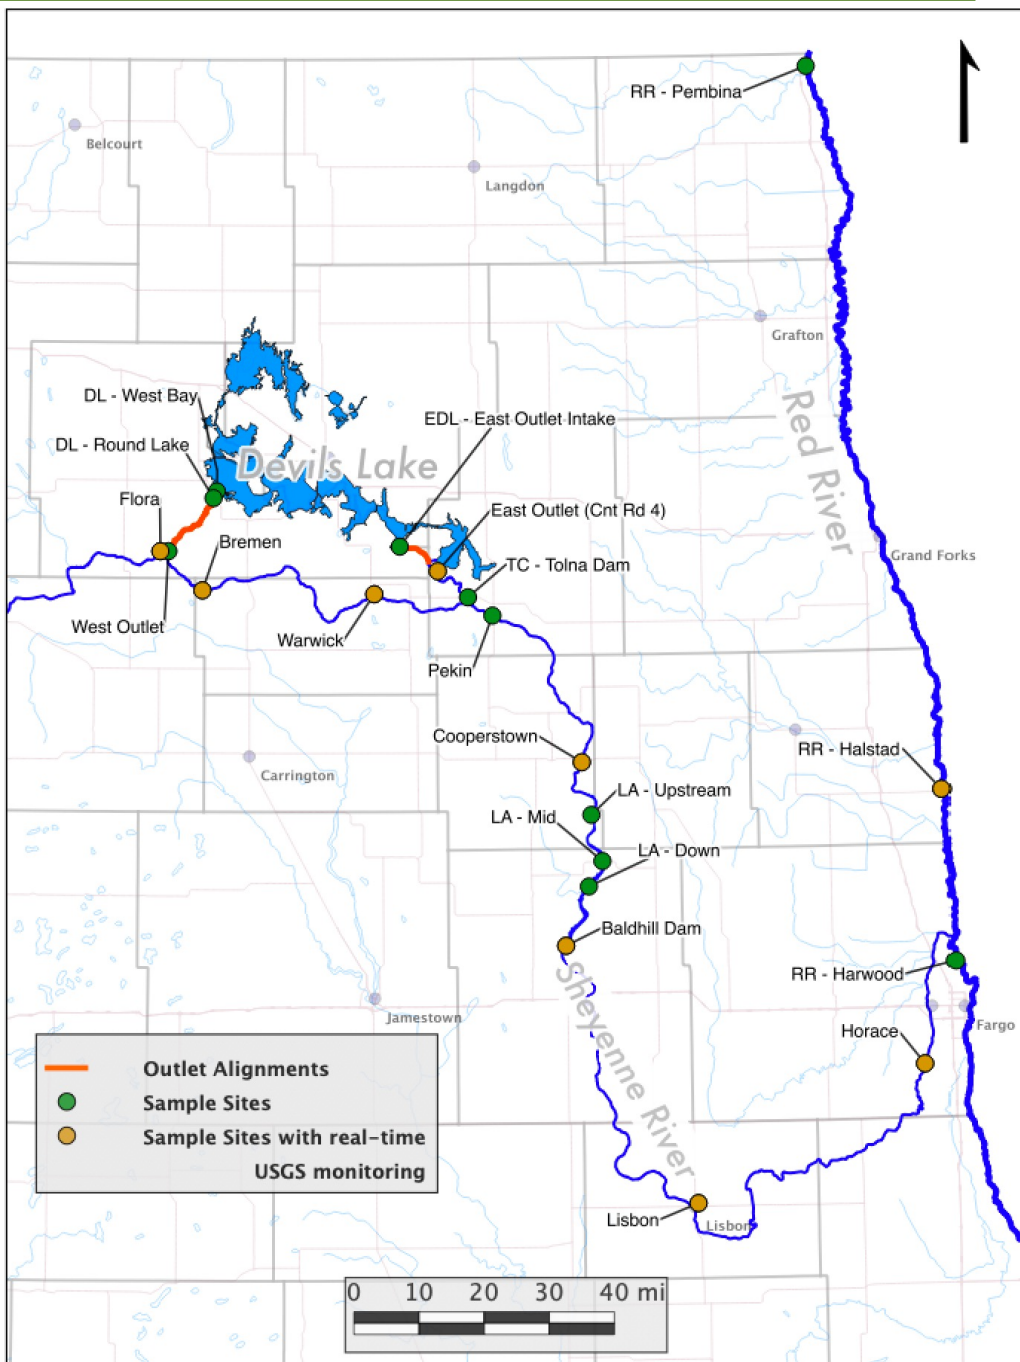 RR - Pembina
Belcourt
Langdon
Grafton
DL - West Bay
EDL - East Outlet Intake
Red River
DL - Round Lake
Devils Lake
Flora
East Outlet (Cnt Rd 4)
Bremen
Grand Forks
TC - Tolna Dam
West Outlet
Warwick
Pekin
Cooperstown
RR - Halstad
Carrington
LA - Upstream
LA - Mid
LA - Down
Baldhill Dam
RR - Harwood
Sheyenne River
Jamestown
Fargo
Horace
Outlet Alignments
Sample Sites
Sample Sites with real-time
USGS monitoring
Lisbon
Lisbon
0 10 20 30 40 mi